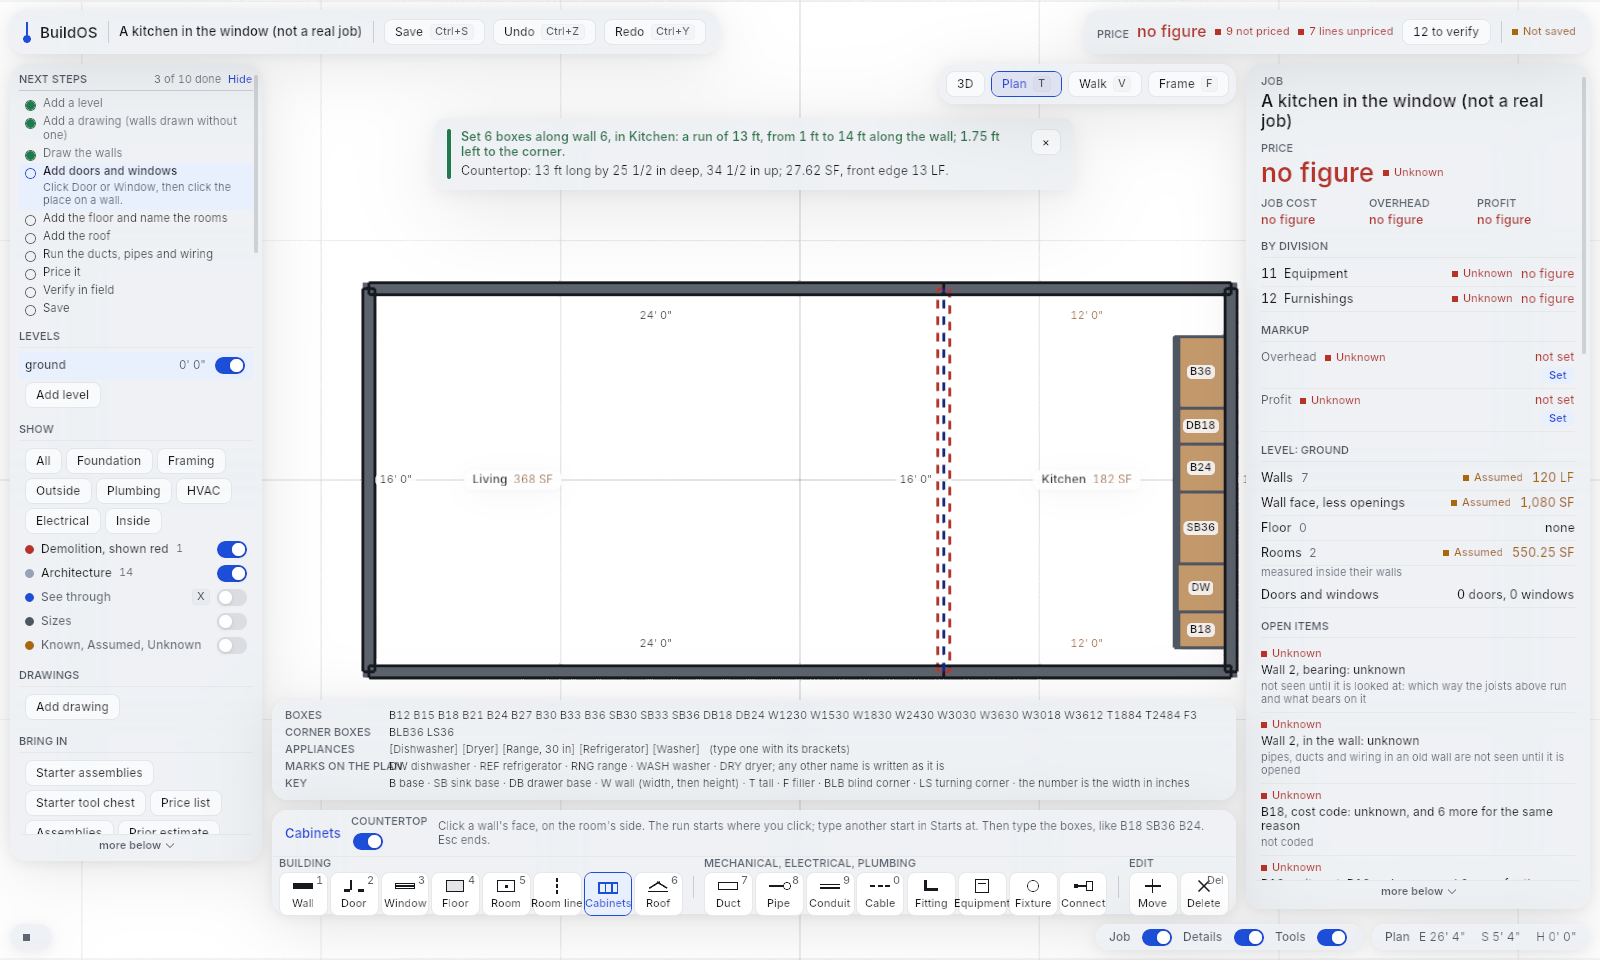 BuildOS
A kitchen in the window (not a real job)
Save Ctrl+S
Undo Ctrl+Z
Redo Ctrl+Y
PRICE no figure 9 not priced 7 lines unpriced 12 to verify Not saved
NEXT STEPS 3 of 10 done Hide
Add a level
Add a drawing (walls drawn without
one)
Draw the walls
Add doors and windows
Click Door or Window, then click the
place on a wall.
Add the floor and name the rooms
Add the roof
Run the ducts, pipes and wiring
Price it
Verify in field
Save
LEVELS
ground 0' 0"
Add level
SHOW
All Foundation Framing
Outside Plumbing HVAC
Electrical Inside
Demolition, shown red 1
Architecture 14
See through X
Sizes
Known, Assumed, Unknown
DRAWINGS
Add drawing
BRING IN
Starter assemblies
Starter tool chest Price list
Assemblies Prior estimate
more below
3D Plan T Walk V Frame F
Set 6 boxes along wall 6, in Kitchen: a run of 13 ft, from 1 ft to 14 ft along the wall; 1.75 ft
left to the corner.
Countertop: 13 ft long by 25 1/2 in deep, 34 1/2 in up; 27.62 SF, front edge 13 LF.
×
24' 0" 12' 0"
B36
DB18
B24
16' 0" Living 368 SF 16' 0" Kitchen 182 SF
SB36
DW
B18
24' 0" 12' 0"
BOXES B12 B15 B18 B21 B24 B27 B30 B33 B36 SB30 SB33 SB36 DB18 DB24 W1230 W1530 W1830 W2430 W3030 W3630 W3018 W3612 T1884 T2484 F3
CORNER BOXES BLB36 LS36
APPLIANCES [Dishwasher] [Dryer] [Range, 30 in] [Refrigerator] [Washer] (type one with its brackets)
MARKS ON THE PLAN DW dishwasher · REF refrigerator · RNG range · WASH washer · DRY dryer; any other name is written as it is
KEY B base · SB sink base · DB drawer base · W wall (width, then height) · T tall · F filler · BLB blind corner · LS turning corner · the number is the width in inches
Cabinets COUNTERTOP
Click a wall's face, on the room's side. The run starts where you click; type another start in Starts at. Then type the boxes, like B18 SB36 B24.
Esc ends.
BUILDING MECHANICAL, ELECTRICAL, PLUMBING EDIT
1 2 3 4 5 6 7 8 9 0 Del
Wall Door Window Floor Room Room line Cabinets Roof Duct Pipe Conduit Cable Fitting Equipment Fixture Connect Move Delete
JOB
A kitchen in the window (not a real
job)
PRICE
no figure Unknown
JOB COST OVERHEAD PROFIT
no figure no figure no figure
BY DIVISION
11 Equipment Unknown no figure
12 Furnishings Unknown no figure
MARKUP
Overhead Unknown not set
Set
Profit Unknown not set
Set
LEVEL: GROUND
Walls 7 Assumed 120 LF
Wall face, less openings Assumed 1,080 SF
Floor 0 none
Rooms 2 Assumed 550.25 SF
measured inside their walls
Doors and windows 0 doors, 0 windows
OPEN ITEMS
Unknown
Wall 2, bearing: unknown
not seen until it is looked at: which way the joists above run
and what bears on it
Unknown
Wall 2, in the wall: unknown
pipes, ducts and wiring in an old wall are not seen until it is
opened
Unknown
B18, cost code: unknown, and 6 more for the same
reason
not coded
Unknown
more below
Job Details Tools
Plan E 26' 4" S 5' 4" H 0' 0"